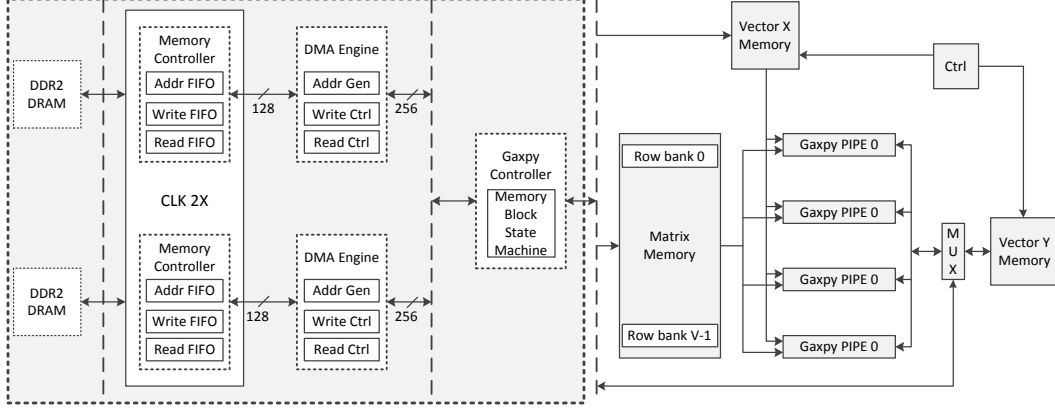 DDR2
DRAM
DDR2
DRAM
Memory
Controller
Addr FIFO
Write FIFO
Read FIFO
CLK 2X
Memory
Controller
Addr FIFO
Write FIFO
Read FIFO
128
128
DMA Engine
Addr Gen
Write Ctrl
Read Ctrl
DMA Engine
Addr Gen
Write Ctrl
Read Ctrl
256
256
Gaxpy
Controller
Memory
Block
State
Machine
Vector X
Memory
Ctrl
Row bank 0
Matrix
Memory
Row bank V-1
Gaxpy PIPE 0
Gaxpy PIPE 0
Gaxpy PIPE 0
Gaxpy PIPE 0
M
U
X
Vector Y
Memory